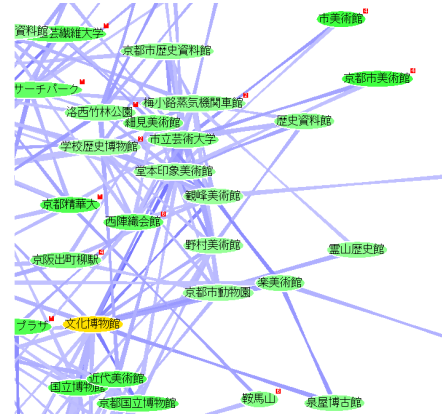 市美術館
資料館
芸繊維大学
京都市歴史資料館
京都市美術館
サーチパーク
梅小路蒸気機関車館
洛西竹林公園
細見美術館
歴史資料館
市立芸術大学
学校歴史博物館
堂本印象美術館
観峰美術館
京都精華大
西陣織会館
野村美術館
霊山歴史館
京阪出町柳駅
楽美術館
京都市動物園
プラザ
文化博物館
近代美術館
国立博物館
鞍馬山
京都国立博物館
泉屋博古館